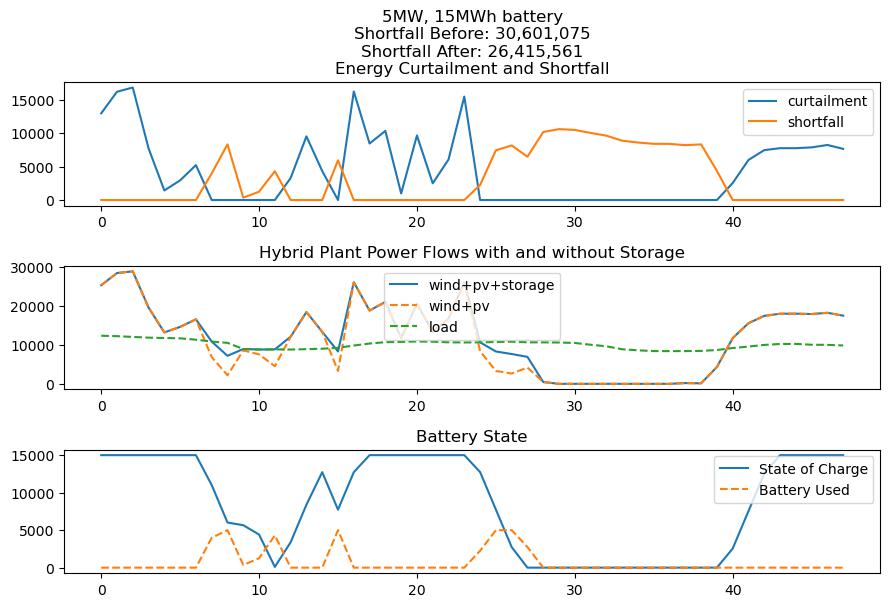 5MW, 15MWh battery
Shortfall Before: 30,601,075
Shortfall After: 26,415,561
Energy Curtailment and Shortfall
15000
10000
5000
0
curtailment
shortfall
0 10 20 30 40
Hybrid Plant Power Flows with and without Storage
30000
20000
10000
0
wind+pv+storage
wind+pv
load
0 10 20 30 40
Battery State
15000
10000
5000
0
State of Charge
Battery Used
0 10 20 30 40